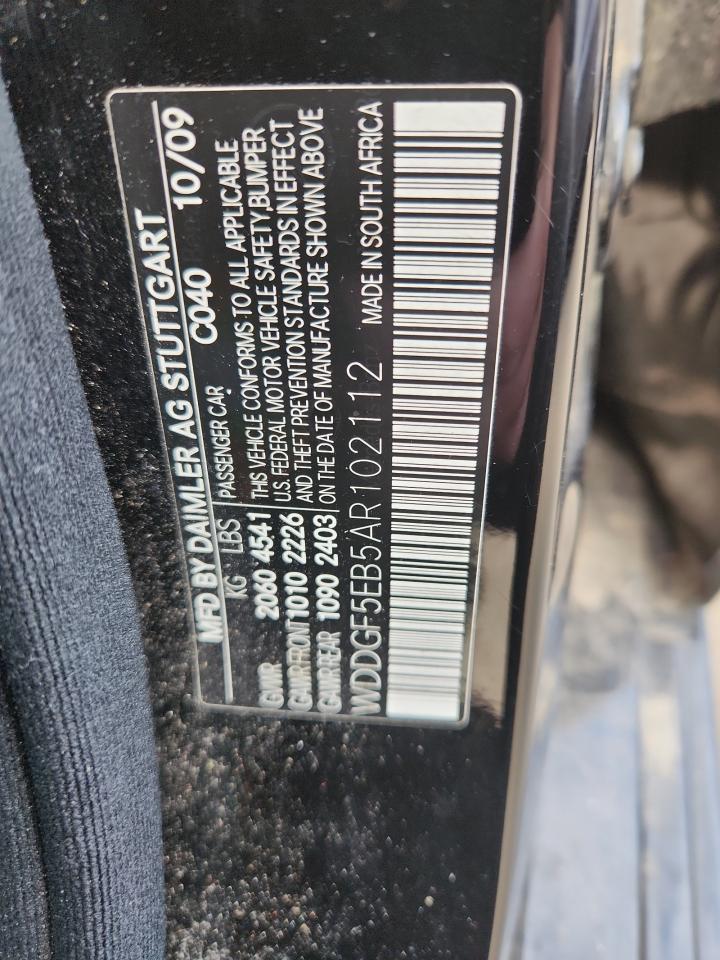 MFD BY DAIMLER AG STUTTGART
C040 10/09
KG LBS PASSENGER CAR
GVWR 2060 4541 THIS VEHICLE CONFORMS TO ALL APPLICABLE
GAWR FRONT 1010 2226 U.S. FEDERAL MOTOR VEHICLE SAFETY,BUMPER
GAWR REAR 1090 2403 AND THEFT PREVENTION STANDARDS IN EFFECT
ON THE DATE OF MANUFACTURE SHOWN ABOVE
WDDGF5EB5AR102112 MADE IN SOUTH AFRICA